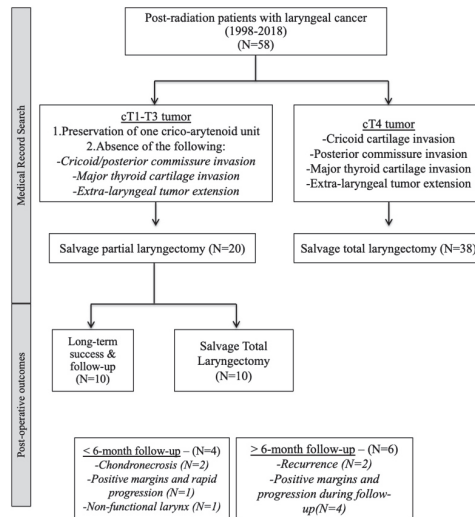 Post-radiation patients with laryngeal cancer
(1998-2018)
(N=58)
Medical Record Search
cT1-T3 tumor
1.Preservation of one crico-arytenoid unit
2.Absence of the following:
-Cricoid/posterior commissure invasion
-Major thyroid cartilage invasion
-Extra-laryngeal tumor extension
cT4 tumor
-Cricoid cartilage invasion
-Posterior commissure invasion
-Major thyroid cartilage invasion
-Extra-laryngeal tumor extension
Salvage partial laryngectomy (N=20)
Salvage total laryngectomy (N=38)
Post-operative outcomes
Long-term
success &
follow-up
(N=10)
Salvage Total
Laryngectomy
(N=10)
< 6-month follow-up – (N=4)
-Chondronecrosis (N=2)
-Positive margins and rapid
progression (N=1)
-Non-functional larynx (N=1)
> 6-month follow-up – (N=6)
-Recurrence (N=2)
-Positive margins and
progression during follow-
up(N=4)